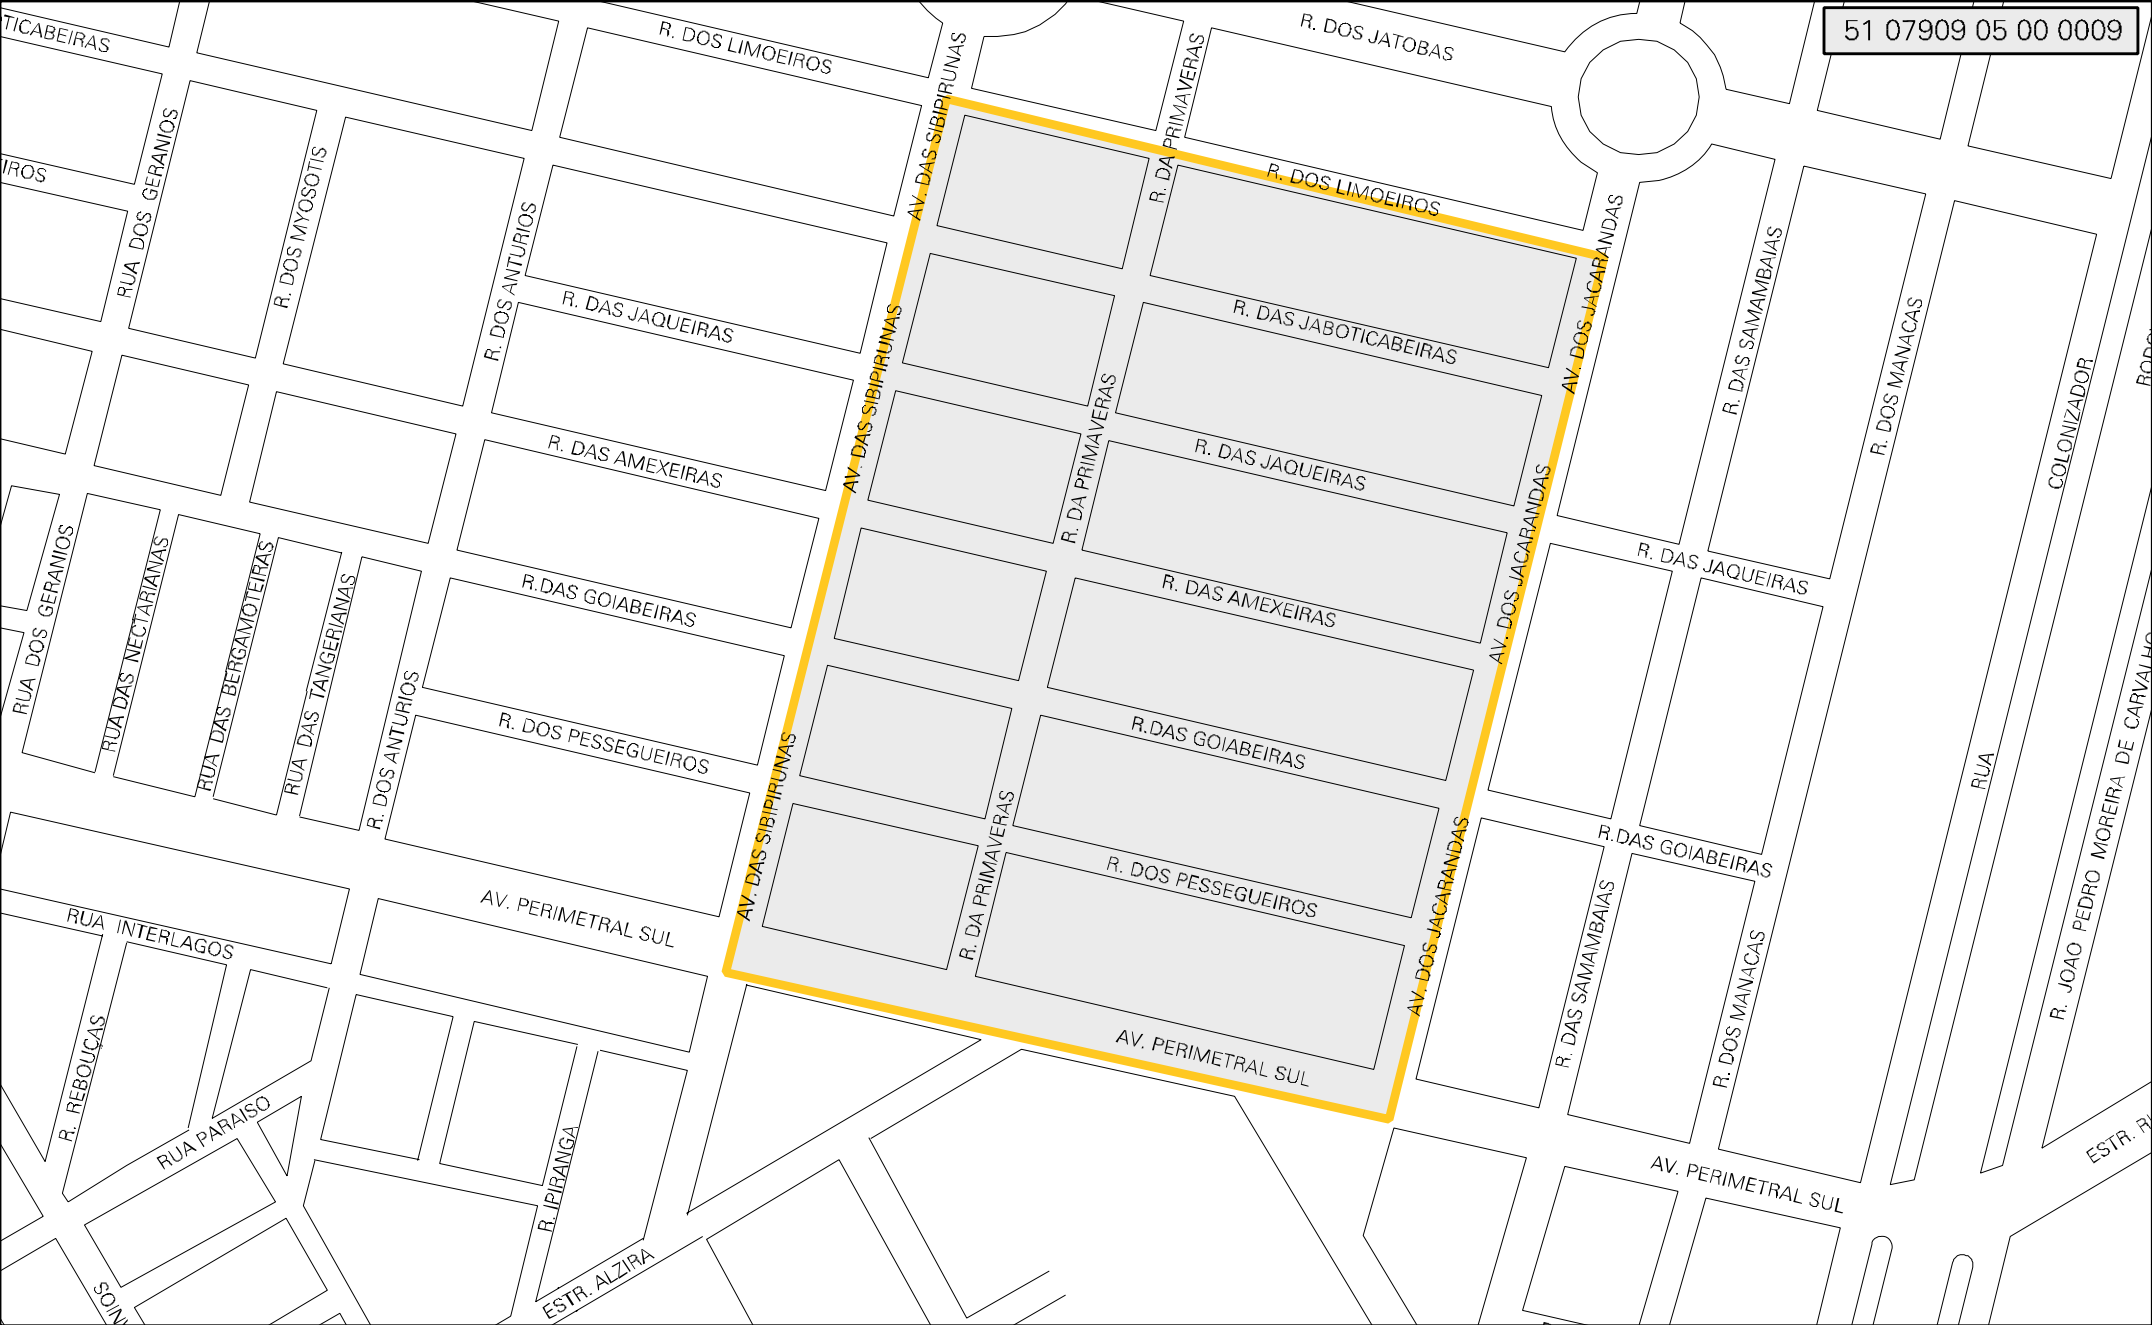 51 07909 05 00 0009
R. DOS JATOBAS
R. DOS LIMOEIROS
TICABEIRAS
AV. DAS SIBIPIRUNAS
R. DA PRIMAVERAS
IROS
RUA DOS GERANIOS
R. DOS MYOSOTIS
R. DOS ANTURIOS
R. DOS LIMOEIROS
AV. DOS JACARANDAS
R. DAS SAMAMBAIAS
R. DOS MANACAS
R. DAS JAQUEIRAS
R. DAS JABOTICABEIRAS
AV. DAS SIBIPIRUNAS
R. DA PRIMAVERAS
COLONIZADOR
R. DAS AMEXEIRAS
R. DAS JAQUEIRAS
AV. DOS JACARANDAS
R. DAS JAQUEIRAS
RUA DOS GERANIOS
RUA DAS NECTARIANAS
RUA DAS BERGAMOTEIRAS
RUA DAS TANGERIANAS
R. DOS ANTURIOS
R.DAS GOIABEIRAS
R. DAS AMEXEIRAS
R. DOS PESSEGUEIROS
R.DAS GOIABEIRAS
AV. DAS SIBIPIRUNAS
R. DA PRIMAVERAS
RUA
R. JOAO PEDRO MOREIRA DE CARVALHO
R.DAS GOIABEIRAS
AV. DOS JACARANDAS
R. DOS PESSEGUEIROS
R. DAS SAMAMBAIAS
R. DOS MANACAS
AV. PERIMETRAL SUL
RUA INTERLAGOS
AV. PERIMETRAL SUL
R. REBOUÇAS
RUA PARAISO
R. IPIRANGA
AV. PERIMETRAL SUL
ESTR.
ESTR. ALZIRA